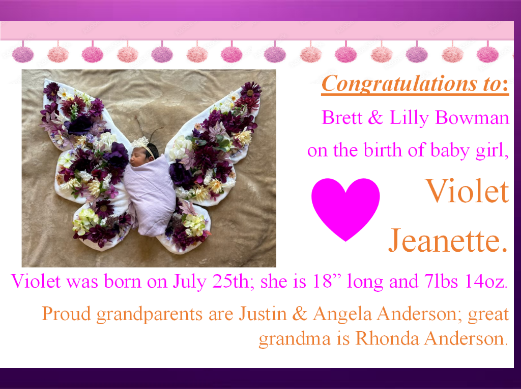 Congratulations to:
Brett & Lilly Bowman
on the birth of baby girl,
Violet
Jeanette.
Violet was born on July 25th; she is 18” long and 7lbs 14oz.
Proud grandparents are Justin & Angela Anderson; great
grandma is Rhonda Anderson.